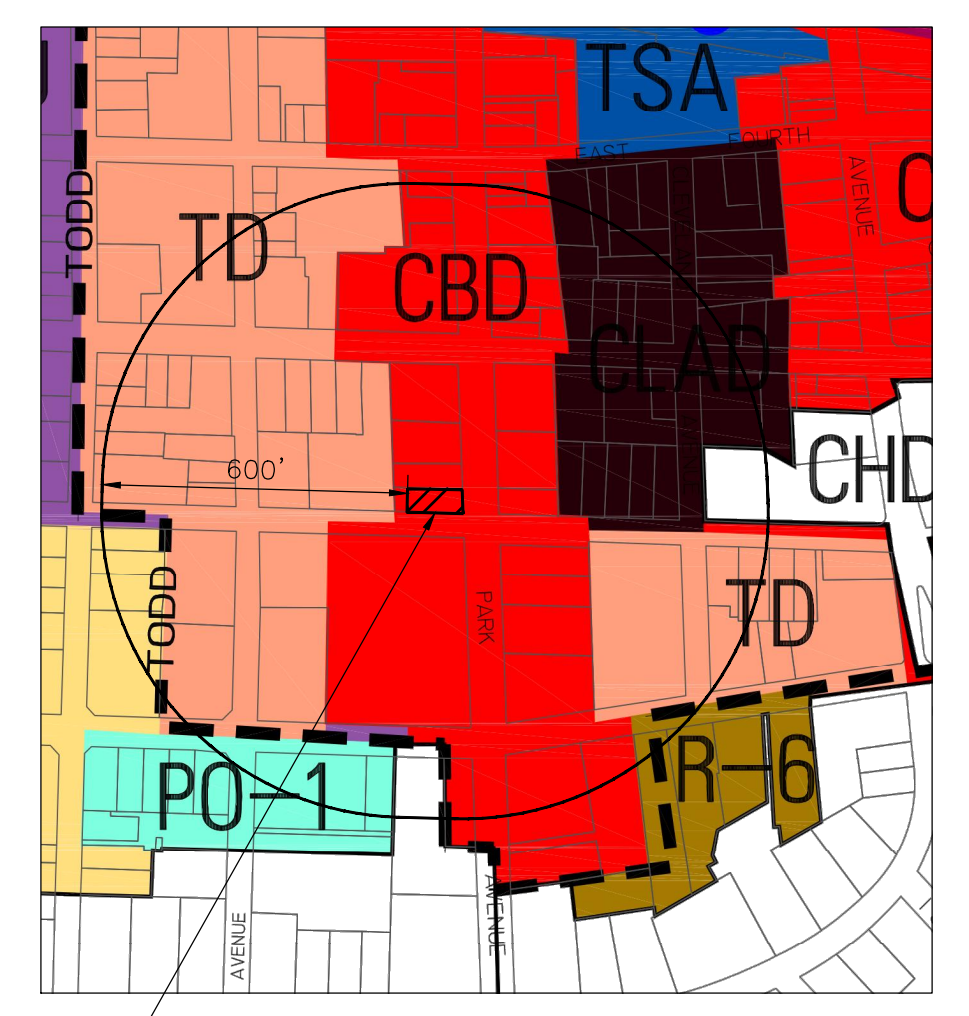 TSA
EAST
FOURTH
TODD
AVENUE
TD
CBD
CLAD
CHD
600'
TODD
PARK
TD
PO-1
R-6
AVENUE
AVENUE